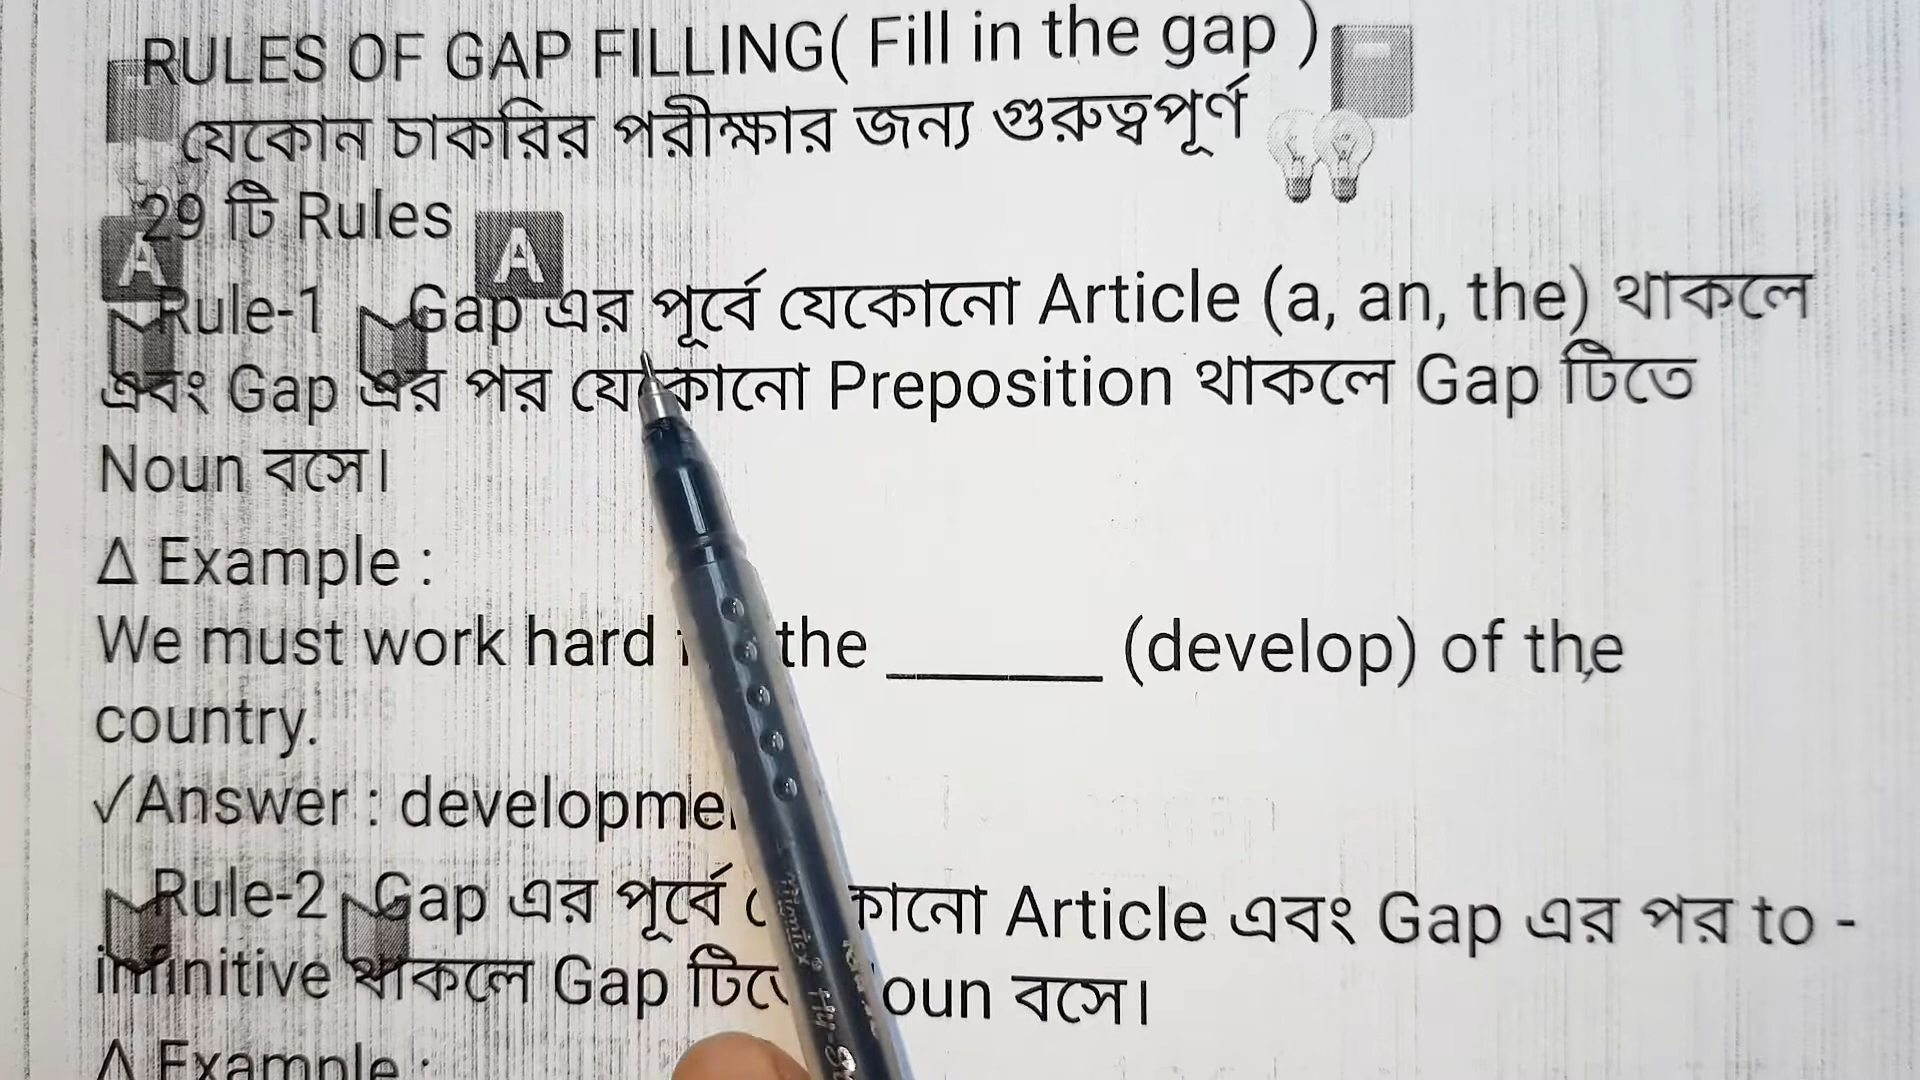 RULES OF GAP FILLING( Fill in the gap )
যেকোন চাকরির পরীক্ষার জন্য গুরুত্বপূর্ণ
29 টি Rules A
A
Rule-1 Gap এর পূর্বে যেকোনো Article (a, an, the) থাকলে
এবং Gap এর পর যেকোনো Preposition থাকলে Gap টিতে
Noun বসে।
Δ Example :
We must work hard the ______ (develop) of the
country.
✓Answer : developme
Rule-2 Gap এর পূর্বে কোনো Article এবং Gap এর পর to -
infinitive থাকলে Gap টিতে oun বসে।
Δ Example :